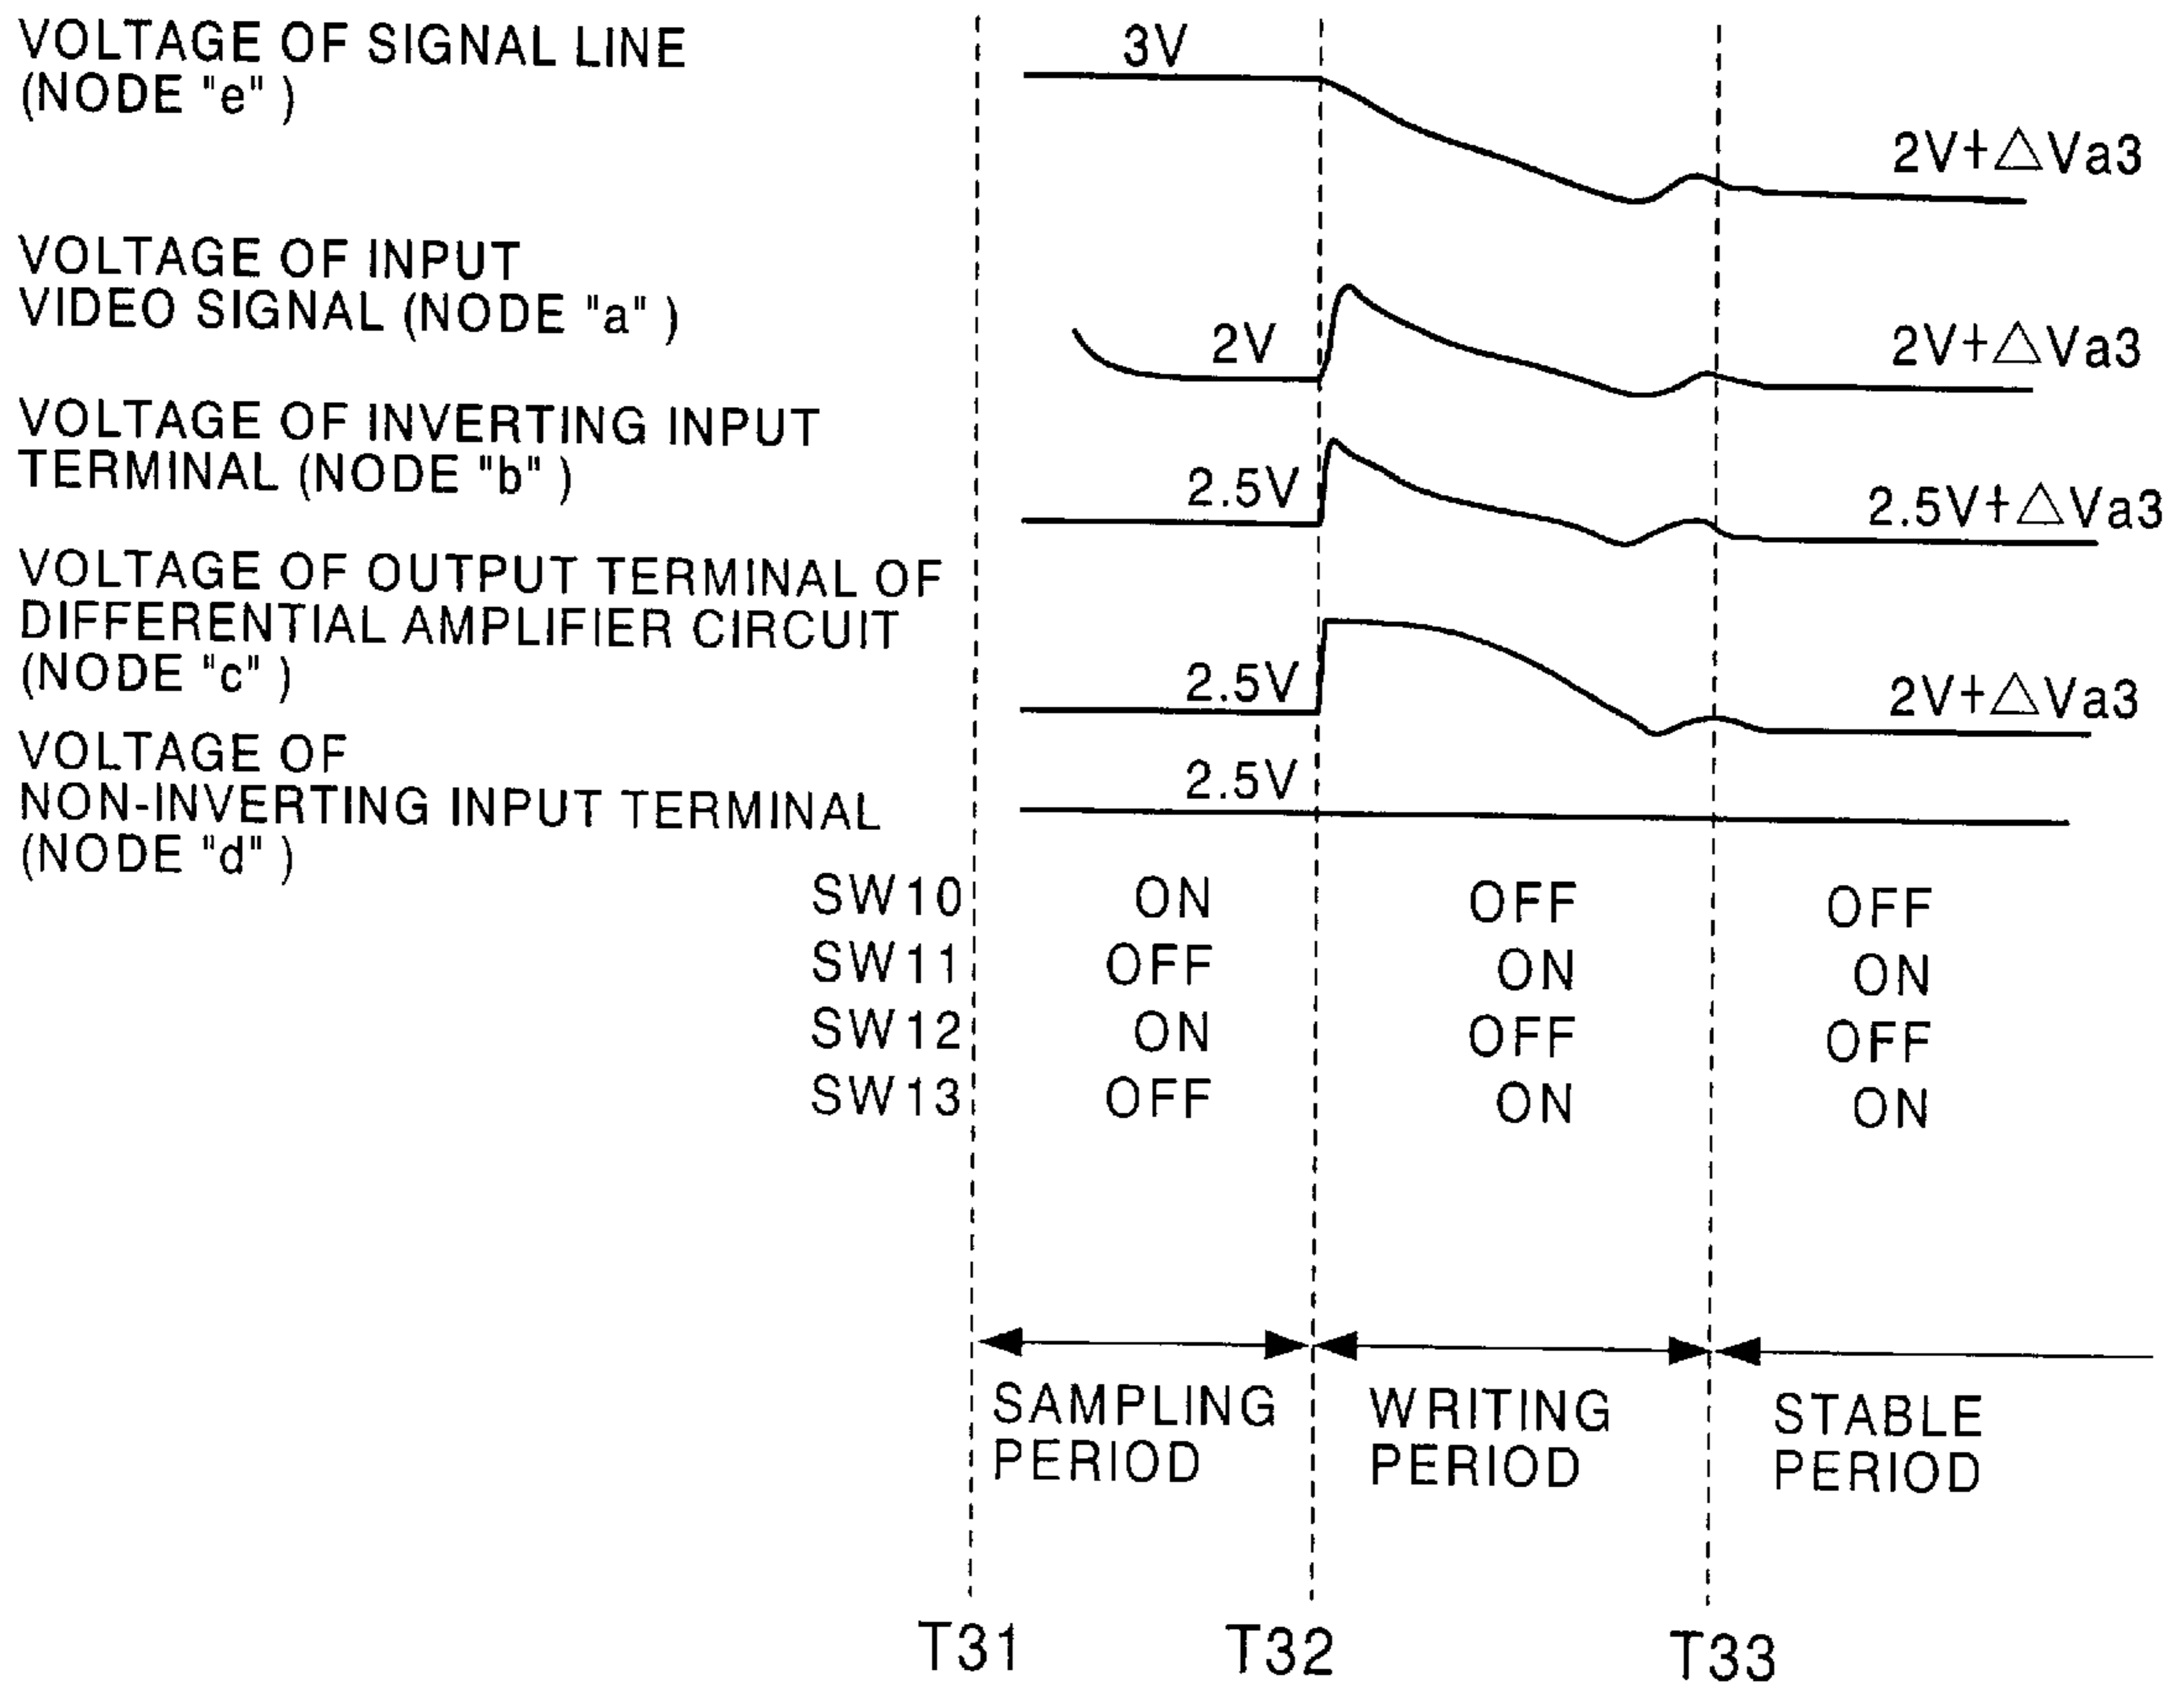 VOLTAGE OF SIGNAL LINE
(NODE "e" )
3V
2V+△Va3
VOLTAGE OF INPUT
VIDEO SIGNAL (NODE "a" )
2V
2V+△Va3
VOLTAGE OF INVERTING INPUT
TERMINAL (NODE "b" )
2.5V
2.5V+△Va3
VOLTAGE OF OUTPUT TERMINAL OF
DIFFERENTIAL AMPLIFIER CIRCUIT
(NODE "c" )
2.5V
2V+△Va3
VOLTAGE OF
NON-INVERTING INPUT TERMINAL
(NODE "d" )
2.5V
SW10 ON OFF OFF
SW11 OFF ON ON
SW12 ON OFF OFF
SW13 OFF ON ON
SAMPLING
PERIOD
WRITING
PERIOD
STABLE
PERIOD
T31 T32 T33